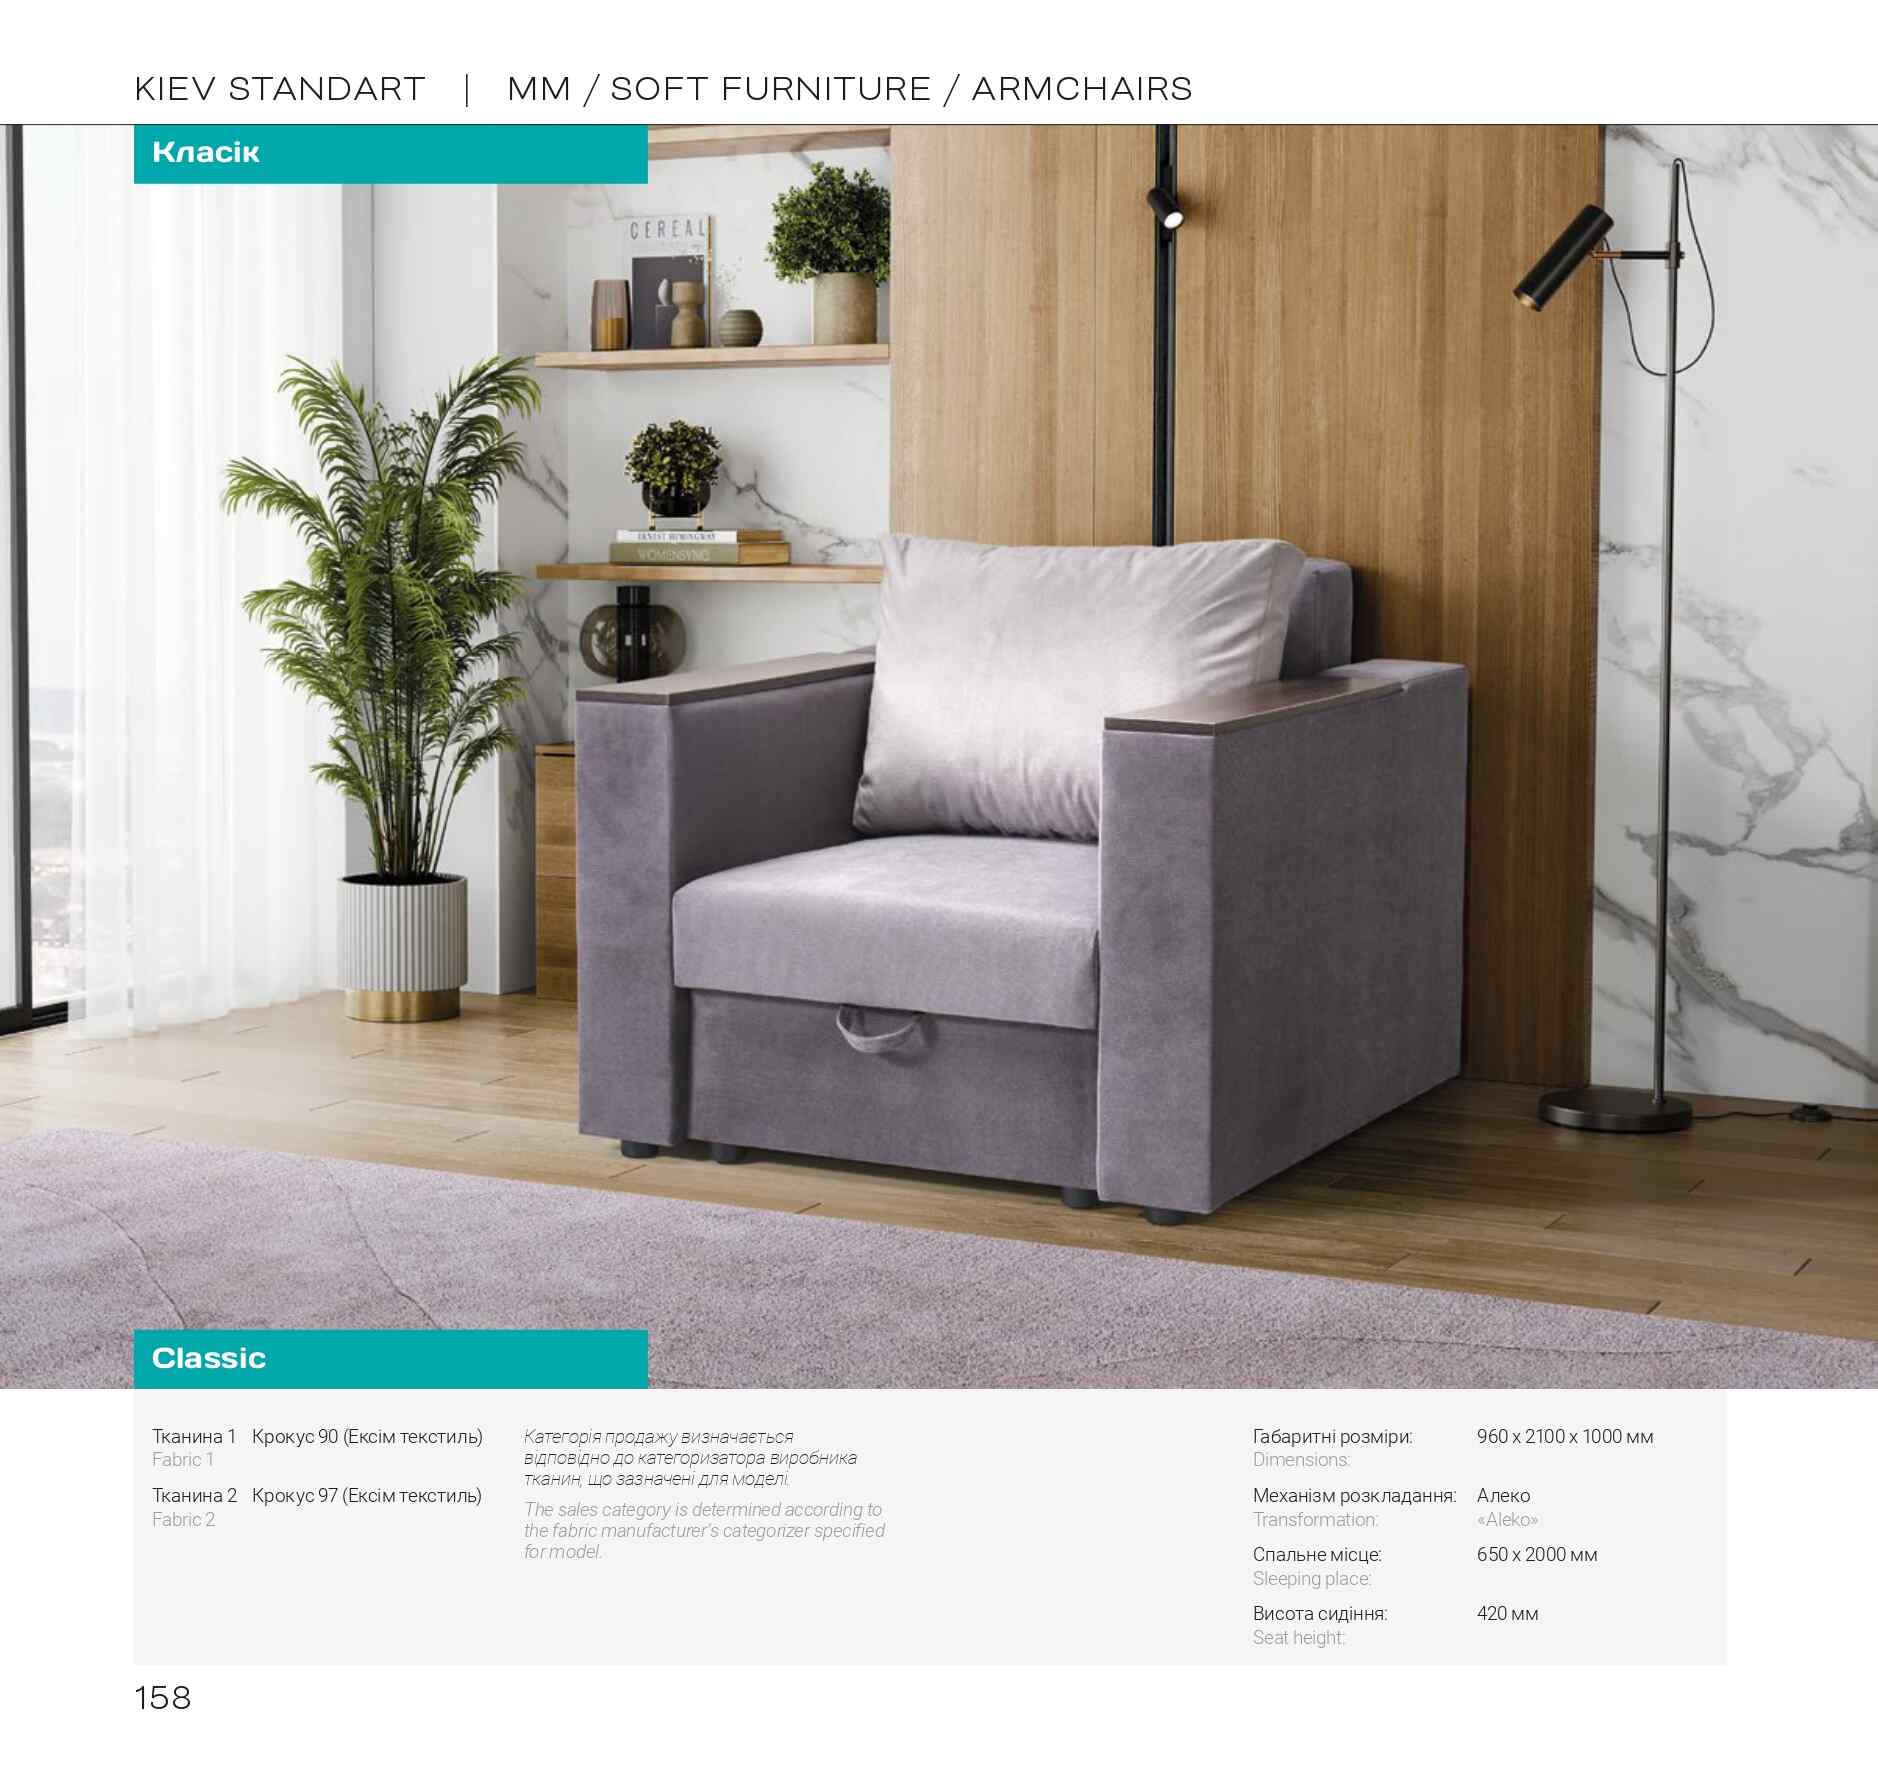 KIEV STANDART | MM / SOFT FURNITURE / ARMCHAIRS
Класік
CEREAL
ERNEST HEMINGWAY
Classic
Тканина 1 Крокус 90 (Ексім текстиль)
Fabric 1
Тканина 2 Крокус 97 (Ексім текстиль)
Fabric 2
Категорія продажу визначається
відповідно до категоризатора виробника
тканин, що зазначені для моделі.
The sales category is determined according to
the fabric manufacturer's categorizer specified
for model.
Габаритні розміри: 960 x 2100 x 1000 мм
Dimensions:
Механізм розкладання: Алеко
Transformation: «Aleko»
Спальне місце: 650 x 2000 мм
Sleeping place:
Висота сидіння: 420 мм
Seat height:
158